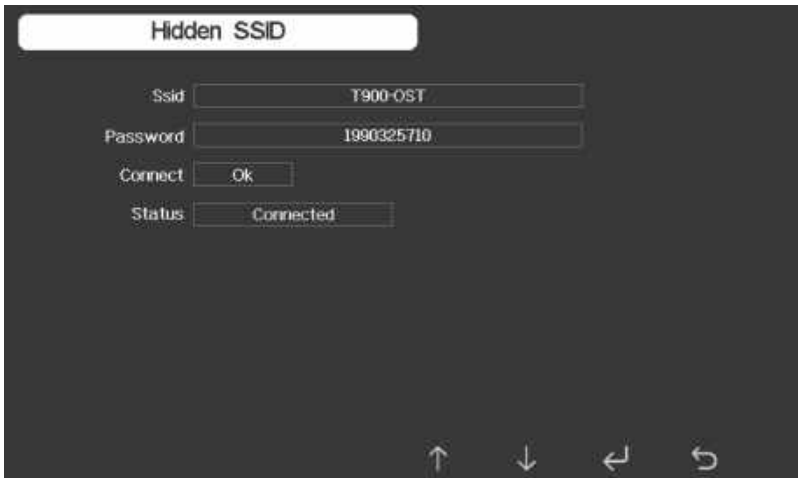 Hidden SSID
Ssid T900-OST
Password 1990325710
Connect Ok
Status Connected